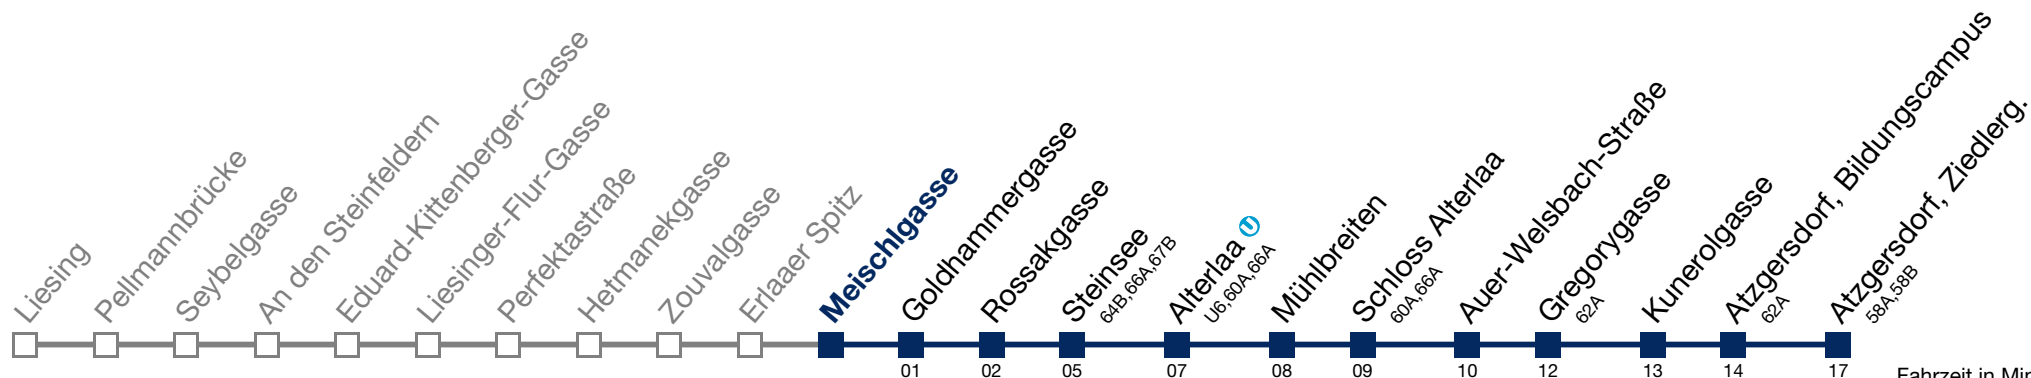 Liesing
Pellmannbrücke
Seybelgasse
An den Steinfeldern
Eduard-Kittenberger-Gasse
Liesinger-Flur-Gasse
Perfektastraße
Hetmanekgasse
Zouvalgasse
Erlaaer Spitz
Meischlgasse
Goldhammergasse
Rossakgasse
Steinsee
64B,66A,67B
Alterlaa U
U6,60A,66A
Mühlbreiten
Schloss Alterlaa
60A,66A
Auer-Welsbach-Straße
Gregorygasse
62A
Kunerolgasse
Atzgersdorf, Bildungscampus
62A
Atzgersdorf, Ziedlerg.
58A,58B
01 02 05 07 08 09 10 12 13 14 17
Fahrzeit in